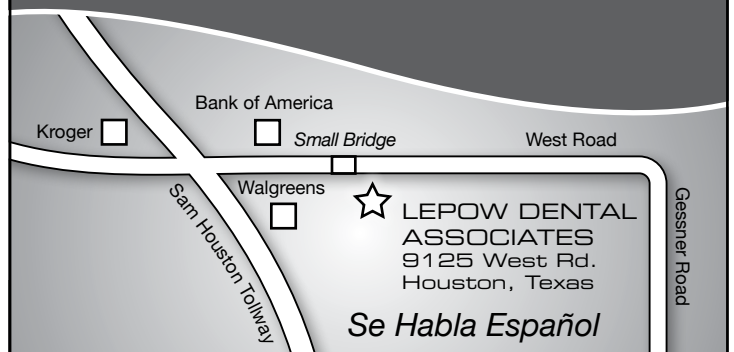 Bank of America
Kroger
Small Bridge
West Road
Walgreens
Sam Houston Tollway
LEPOW DENTAL
ASSOCIATES
9125 West Rd.
Houston, Texas
Gessner Road
Se Habla Español